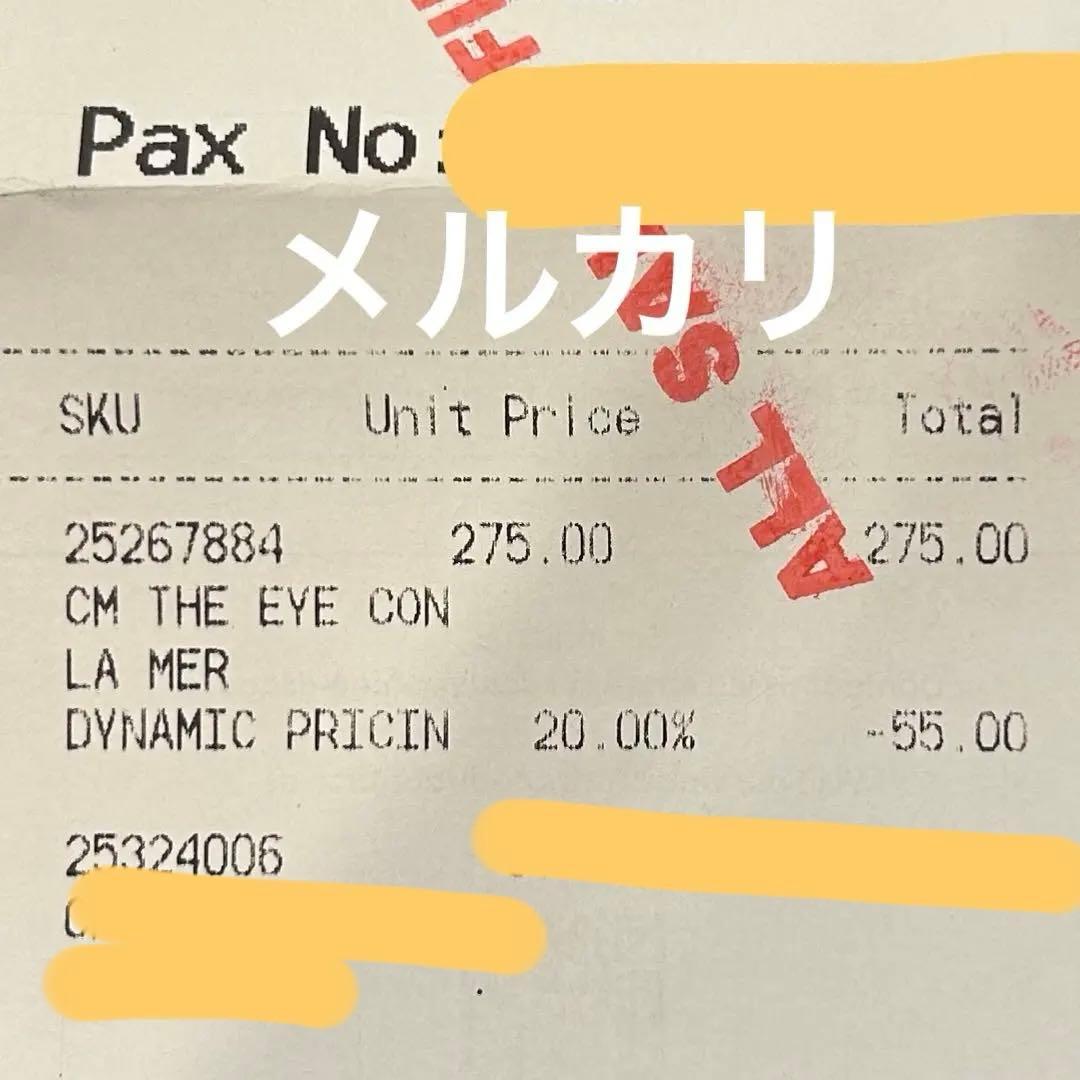 Pax No:
メルカリ
SKU Unit Price Total
25267884 275.00 275.00
CM THE EYE CON
LA MER
DYNAMIC PRICIN 20.00% -55.00
25324006